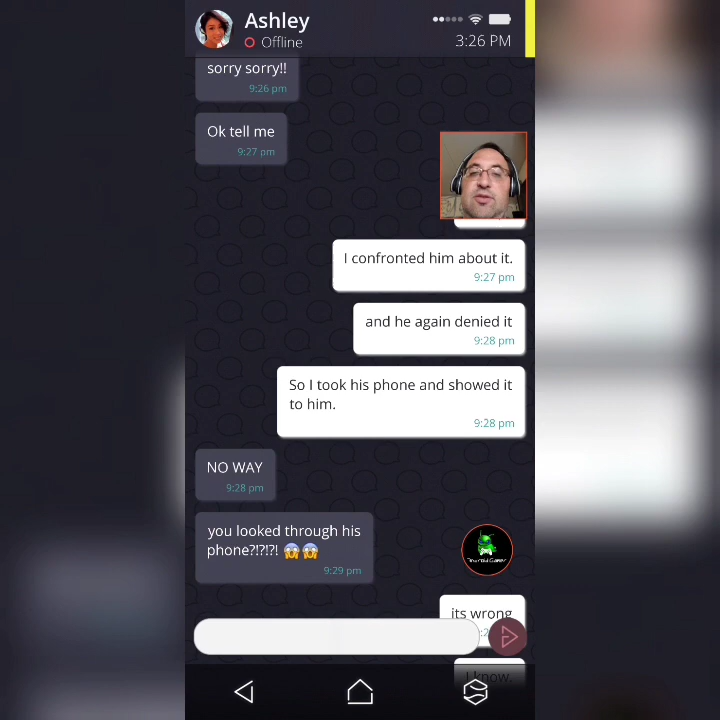 Ashley
Offline
3:26 PM
sorry sorry!!
9:26 pm
Ok tell me
9:27 pm
I confronted him about it.
9:27 pm
and he again denied it
9:28 pm
So I took his phone and showed it
to him.
9:28 pm
NO WAY
9:28 pm
you looked through his
phone?!?!?! 😱😱
9:29 pm
Android Gamer
its wrong
I know.